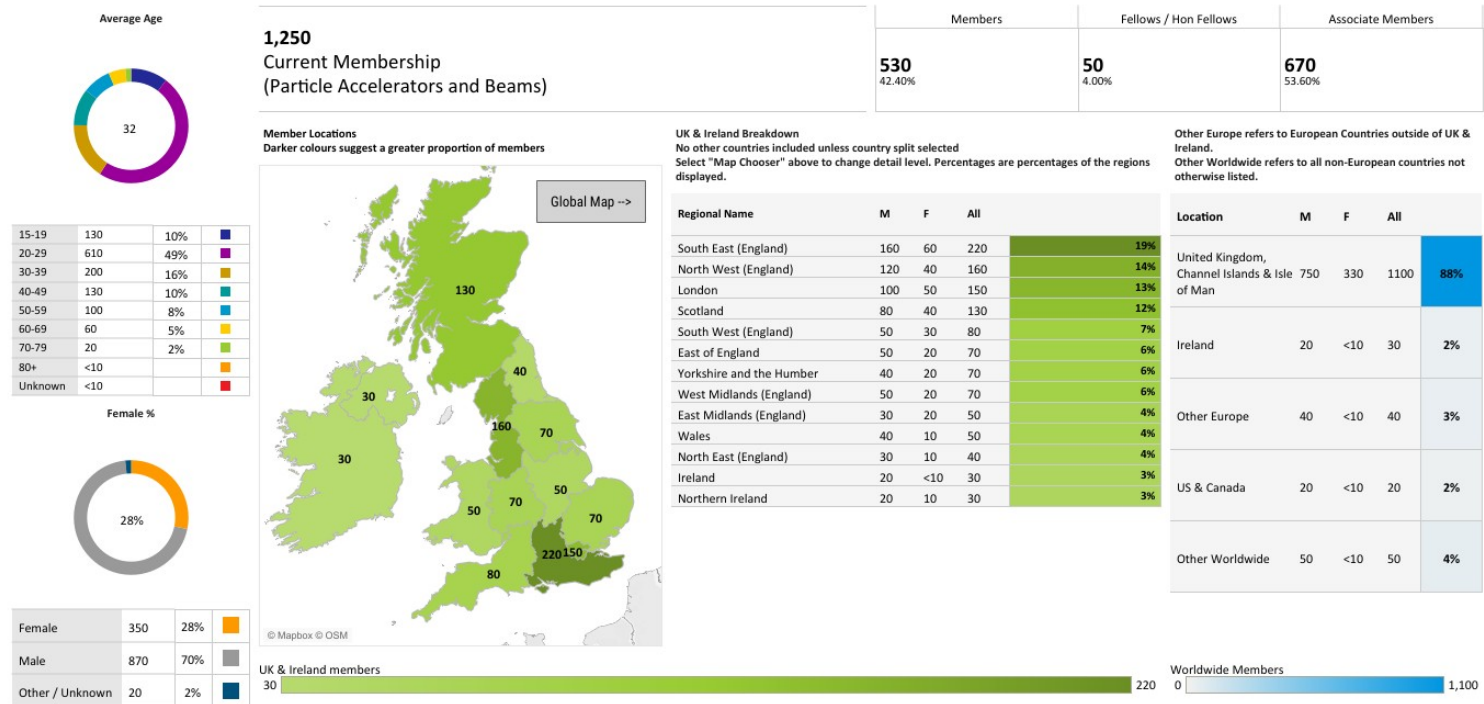 Average Age
32
15-19 130 10%
20-29 610 49%
30-39 200 16%
40-49 130 10%
50-59 100 8%
60-69 60 5%
70-79 20 2%
80+ <10
Unknown <10
Female %
28%
Female 350 28%
Male 870 70%
Other / Unknown 20 2%
1,250
Current Membership
(Particle Accelerators and Beams)
Members Fellows / Hon Fellows Associate Members
530 50 670
42.40% 4.00% 53.60%
Member Locations
Darker colours suggest a greater proportion of members
Global Map -->
130
40
30
160
70
30
50
50
70
70
220
150
80
© Mapbox © OSM
UK & Ireland members
30 220
UK & Ireland Breakdown
No other countries included unless country split selected
Select "Map Chooser" above to change detail level. Percentages are percentages of the regions
displayed.
Regional Name M F All
South East (England) 160 60 220 19%
North West (England) 120 40 160 14%
London 100 50 150 13%
Scotland 80 40 130 12%
South West (England) 50 30 80 7%
East of England 50 20 70 6%
Yorkshire and the Humber 40 20 70 6%
West Midlands (England) 50 20 70 6%
East Midlands (England) 30 20 50 4%
Wales 40 10 50 4%
North East (England) 30 10 40 4%
Ireland 20 <10 30 3%
Northern Ireland 20 10 30 3%
Other Europe refers to European Countries outside of UK &
Ireland.
Other Worldwide refers to all non-European countries not
otherwise listed.
Location M F All
United Kingdom,
Channel Islands & Isle 750 330 1100 88%
of Man
Ireland 20 <10 30 2%
Other Europe 40 <10 40 3%
US & Canada 20 <10 20 2%
Other Worldwide 50 <10 50 4%
Worldwide Members
0 1,100